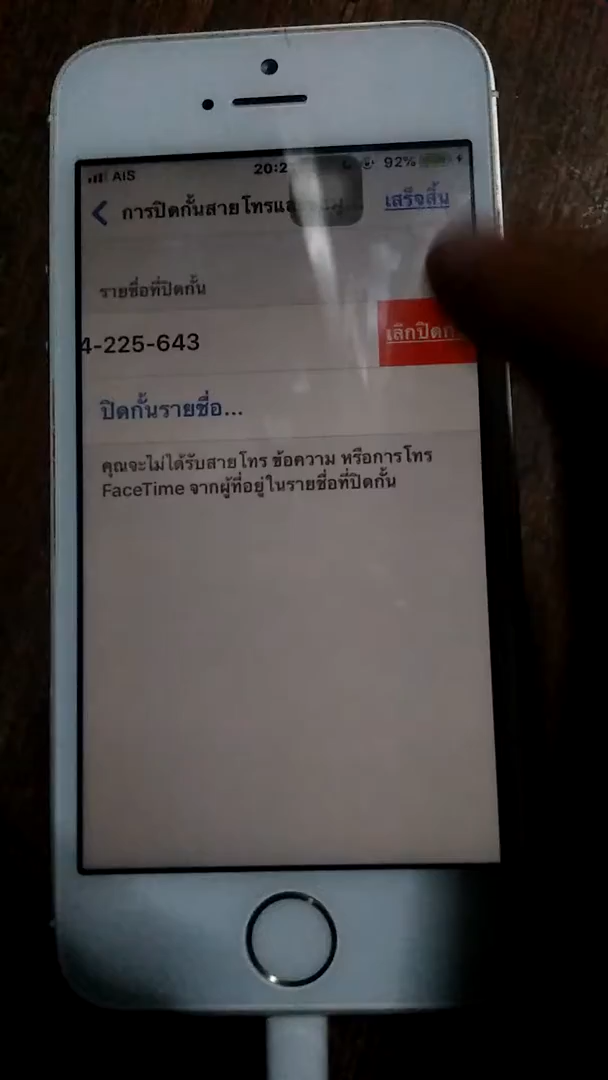 AIS 20:2 92%
การปิดกั้นสายโทรและ เสร็จสิ้น
รายชื่อที่ปิดกั้น
4-225-643 เลิกปิดกั้น
ปิดกั้นรายชื่อ...
คุณจะไม่ได้รับสายโทร ข้อความ หรือการโทร
FaceTime จากผู้ที่อยู่ในรายชื่อที่ปิดกั้น